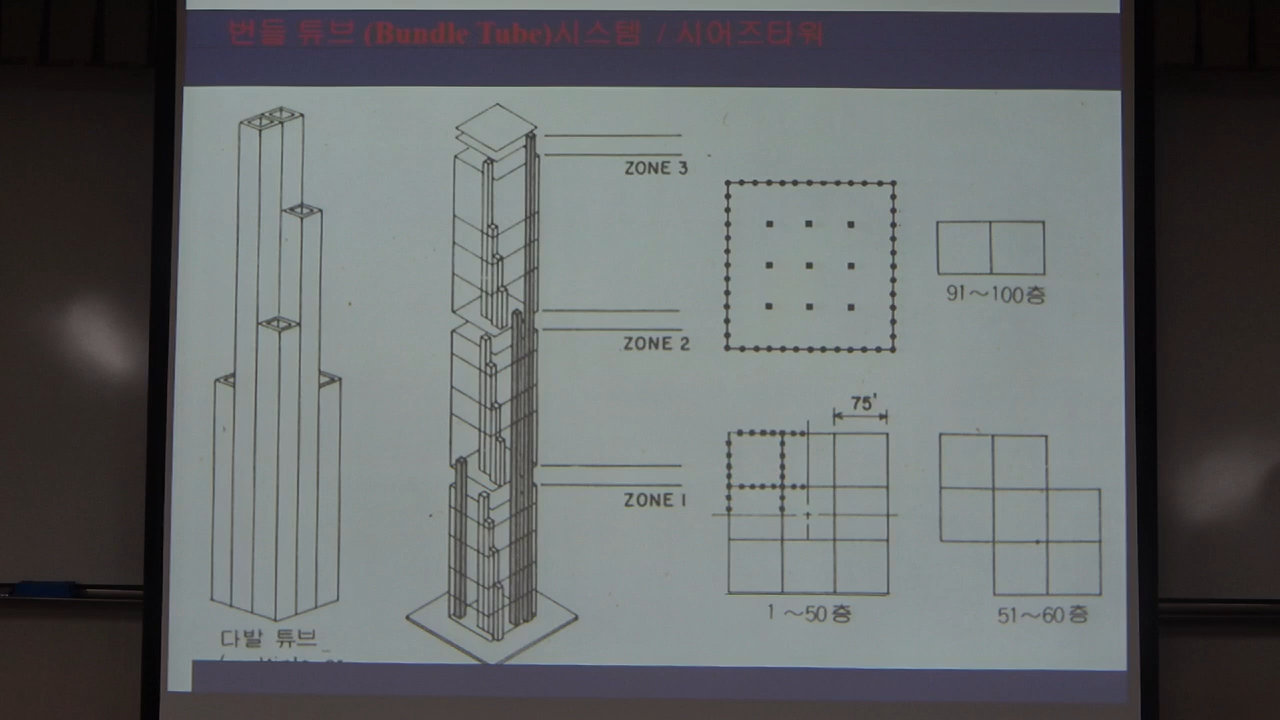 번들 튜브 (Bundle Tube)시스템 / 시어즈타워
ZONE 3
ZONE 2
ZONE 1
다발 튜브
91～100층
75'
1～50층
51～60층